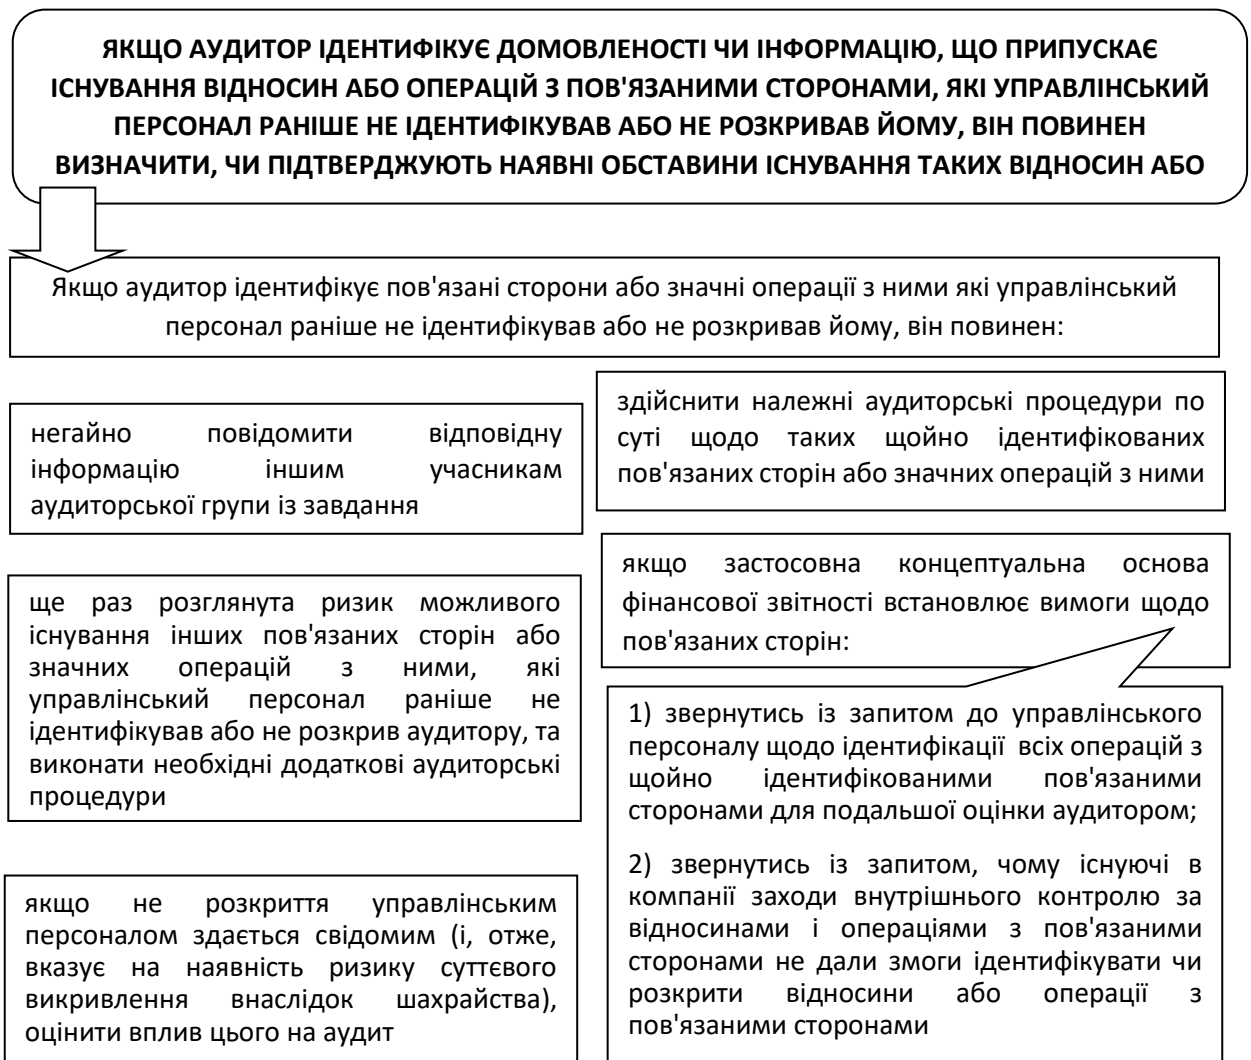 ЯКЩО АУДИТОР ІДЕНТИФІКУЄ ДОМОВЛЕНОСТІ ЧИ ІНФОРМАЦІЮ, ЩО ПРИПУСКАЄ
ІСНУВАННЯ ВІДНОСИН АБО ОПЕРАЦІЙ З ПОВ'ЯЗАНИМИ СТОРОНАМИ, ЯКІ УПРАВЛІНСЬКИЙ
ПЕРСОНАЛ РАНІШЕ НЕ ІДЕНТИФІКУВАВ АБО НЕ РОЗКРИВАВ ЙОМУ, ВІН ПОВИНЕН
ВИЗНАЧИТИ, ЧИ ПІДТВЕРДЖУЮТЬ НАЯВНІ ОБСТАВИНИ ІСНУВАННЯ ТАКИХ ВІДНОСИН АБО
Якщо аудитор ідентифікує пов'язані сторони або значні операції з ними які управлінський
персонал раніше не ідентифікував або не розкривав йому, він повинен:
негайно повідомити відповідну
інформацію іншим учасникам
аудиторської групи із завдання
здійснити належні аудиторські процедури по
суті щодо таких щойно ідентифікованих
пов'язаних сторін або значних операцій з ними
ще раз розглянута ризик можливого
існування інших пов'язаних сторін або
значних операцій з ними, які
управлінський персонал раніше не
ідентифікував або не розкрив аудитору, та
виконати необхідні додаткові аудиторські
процедури
якщо застосовна концептуальна основа
фінансової звітності встановлює вимоги щодо
пов'язаних сторін:
1) звернутись із запитом до управлінського
персоналу щодо ідентифікації всіх операцій з
щойно ідентифікованими пов'язаними
сторонами для подальшої оцінки аудитором;
2) звернутись із запитом, чому існуючі в
компанії заходи внутрішнього контролю за
відносинами і операціями з пов'язаними
сторонами не дали змоги ідентифікувати чи
розкрити відносини або операції з
пов'язаними сторонами
якщо не розкриття управлінським
персоналом здається свідомим (і, отже,
вказує на наявність ризику суттєвого
викривлення внаслідок шахрайства),
оцінити вплив цього на аудит